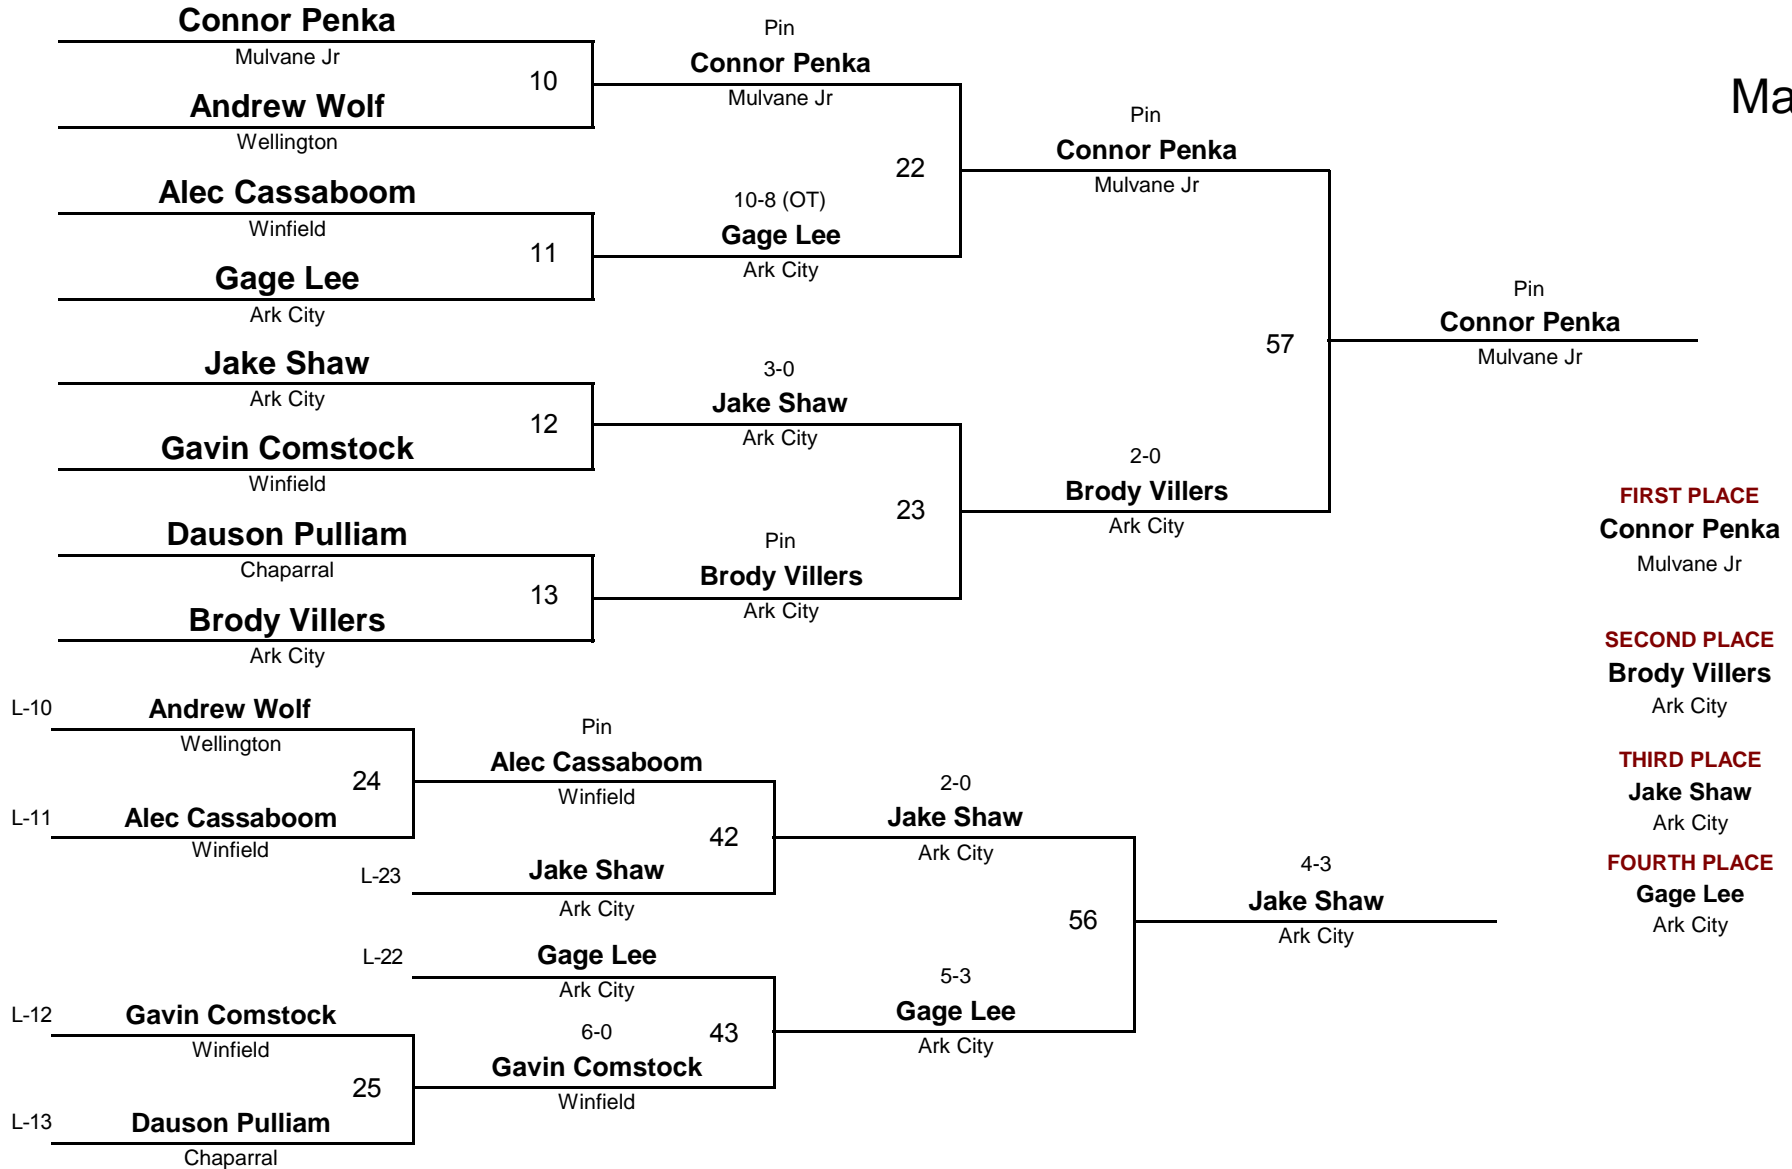 Connor Penka
Mulvane Jr
10
Andrew Wolf
Wellington
Alec Cassaboom
Winfield
11
Gage Lee
Ark City
Jake Shaw
Ark City
12
Gavin Comstock
Winfield
Dauson Pulliam
Chaparral
13
Brody Villers
Ark City
Pin
Connor Penka
Mulvane Jr
22
10-8 (OT)
Gage Lee
Ark City
3-0
Jake Shaw
Ark City
23
Pin
Brody Villers
Ark City
Pin
Connor Penka
Mulvane Jr
57
2-0
Brody Villers
Ark City
Pin
Connor Penka
Mulvane Jr
Ma
FIRST PLACE
Connor Penka
Mulvane Jr
SECOND PLACE
Brody Villers
Ark City
THIRD PLACE
Jake Shaw
Ark City
FOURTH PLACE
Gage Lee
Ark City
L-10
Andrew Wolf
Wellington
24
L-11
Alec Cassaboom
Winfield
Pin
Alec Cassaboom
Winfield
42
L-23
Jake Shaw
Ark City
L-22
Gage Lee
Ark City
43
6-0
Gavin Comstock
Winfield
L-12
Gavin Comstock
Winfield
25
L-13
Dauson Pulliam
Chaparral
2-0
Jake Shaw
Ark City
56
5-3
Gage Lee
Ark City
4-3
Jake Shaw
Ark City